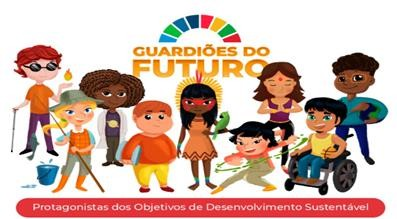 GUARDIÕES DO
FUTURO
Protagonistas dos Objetivos de Desenvolvimento Sustentável